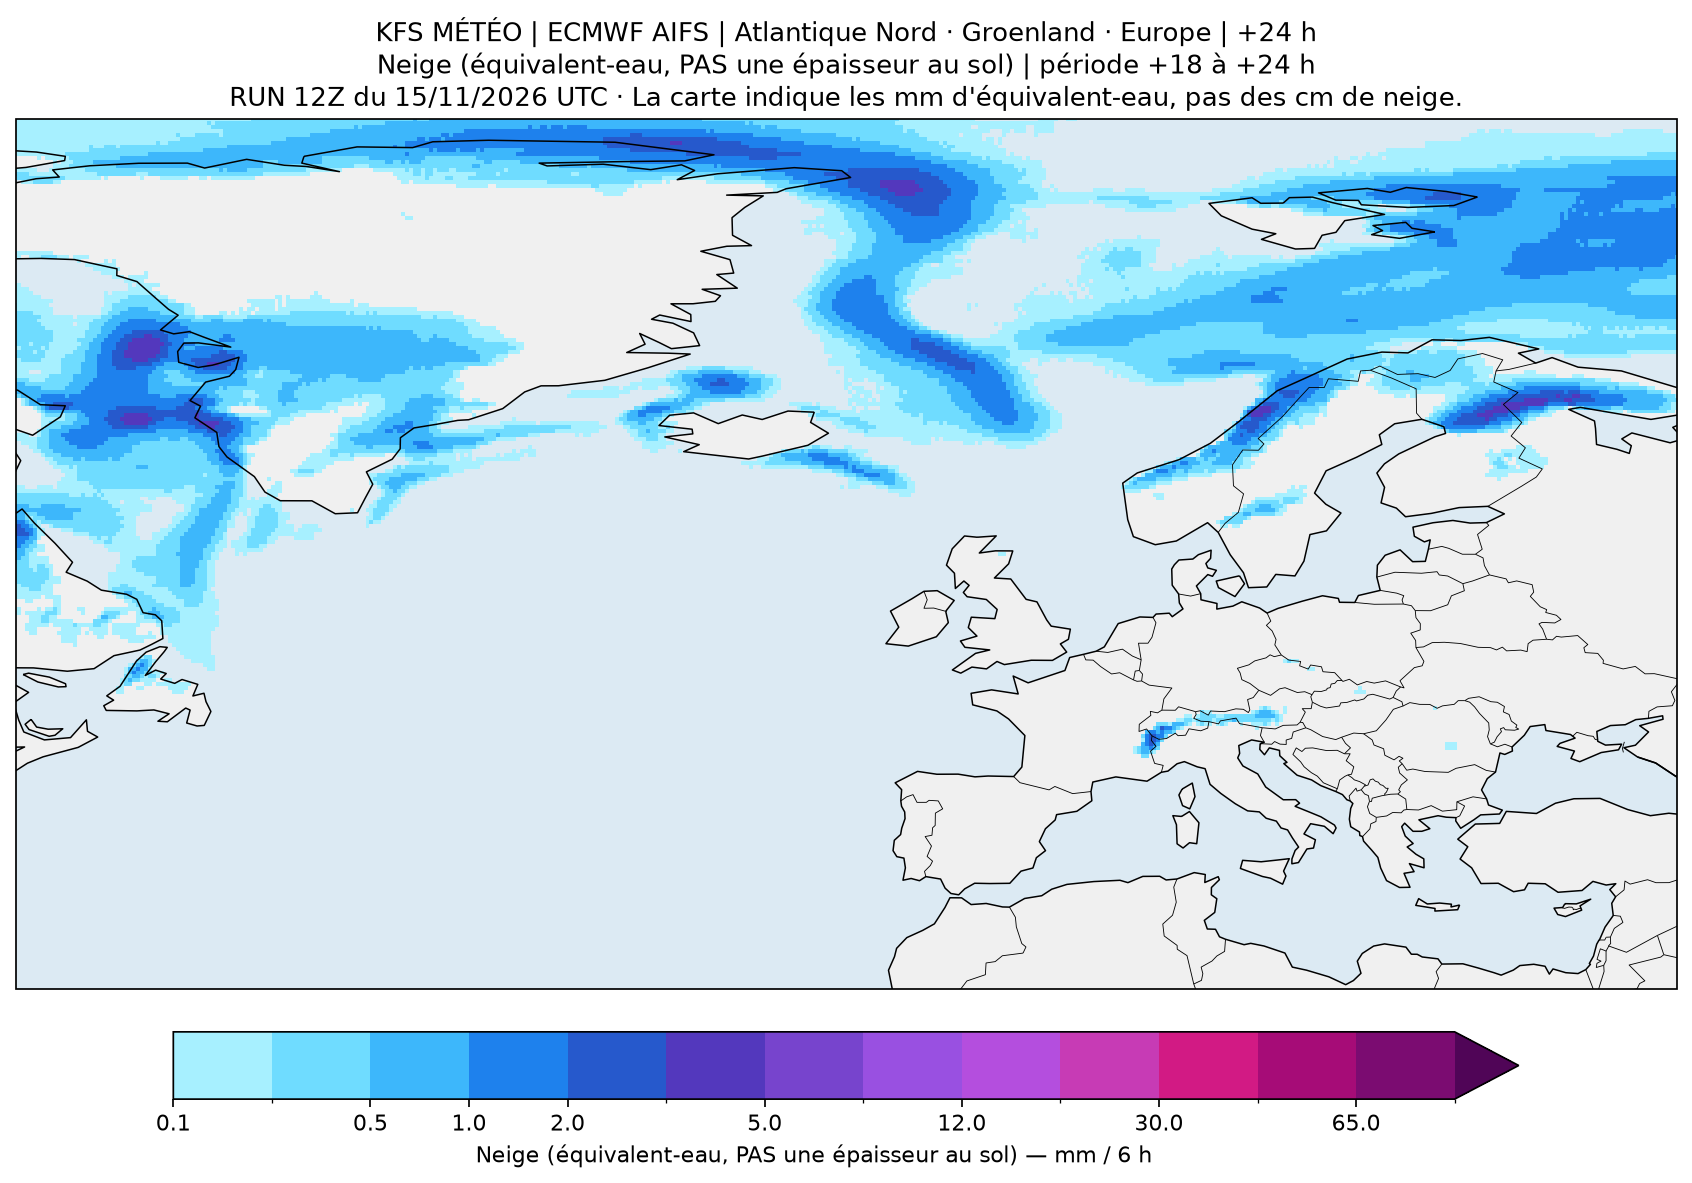 KFS MÉTÉO | ECMWF AIFS | Atlantique Nord · Groenland · Europe | +24 h
Neige (équivalent-eau, PAS une épaisseur au sol) | période +18 à +24 h
RUN 12Z du 15/11/2026 UTC · La carte indique les mm d'équivalent-eau, pas des cm de neige.
0.1 0.5 1.0 2.0 5.0 12.0 30.0 65.0
Neige (équivalent-eau, PAS une épaisseur au sol) — mm / 6 h